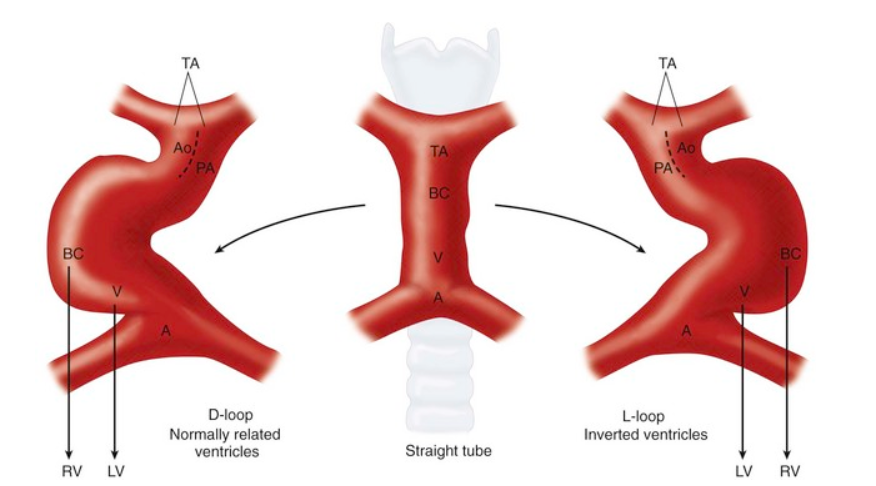 TA
Ao
PA
BC
V
A
RV
LV
D-loop
Normally related
ventricles
TA
BC
V
A
Straight tube
TA
PA
Ao
BC
V
A
L-loop
Inverted ventricles
LV
RV